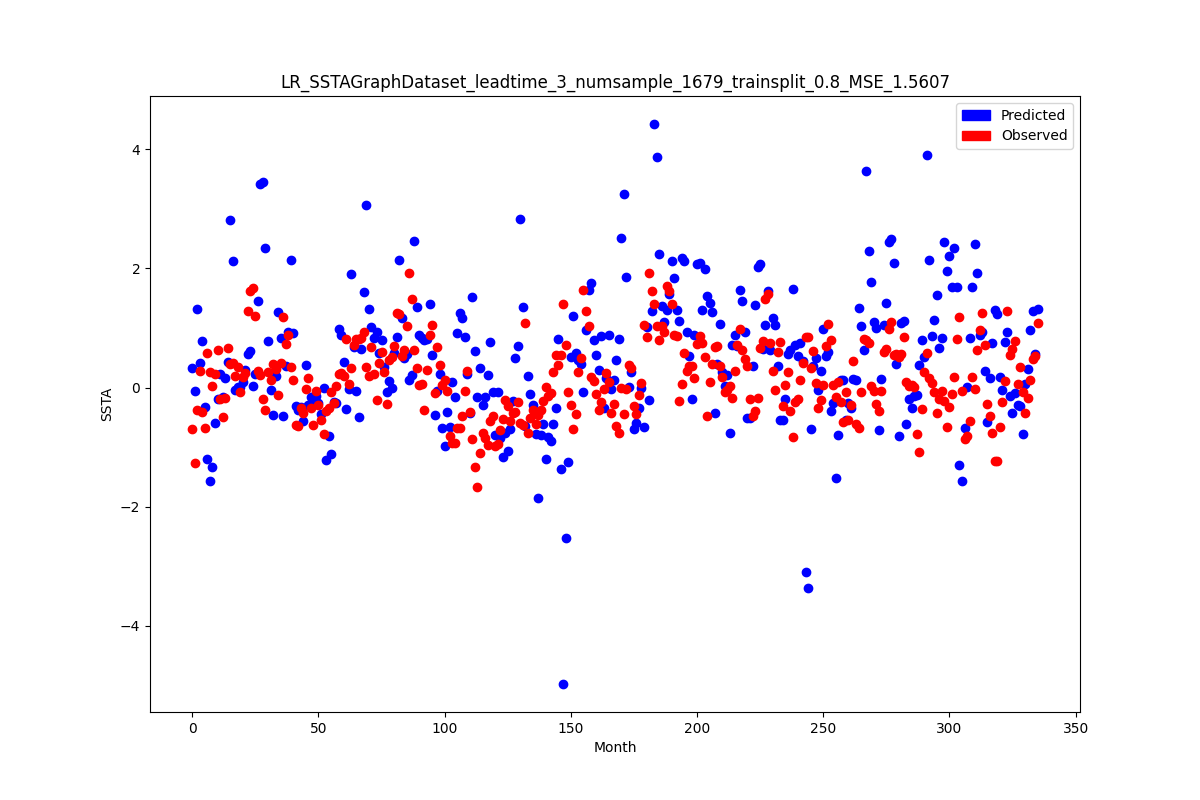 LR_SSTAGraphDataset_leadtime_3_numsample_1679_trainsplit_0.8_MSE_1.5607
Predicted
Observed
4
2
0
−2
−4
SSTA
0 50 100 150 200 250 300 350
Month